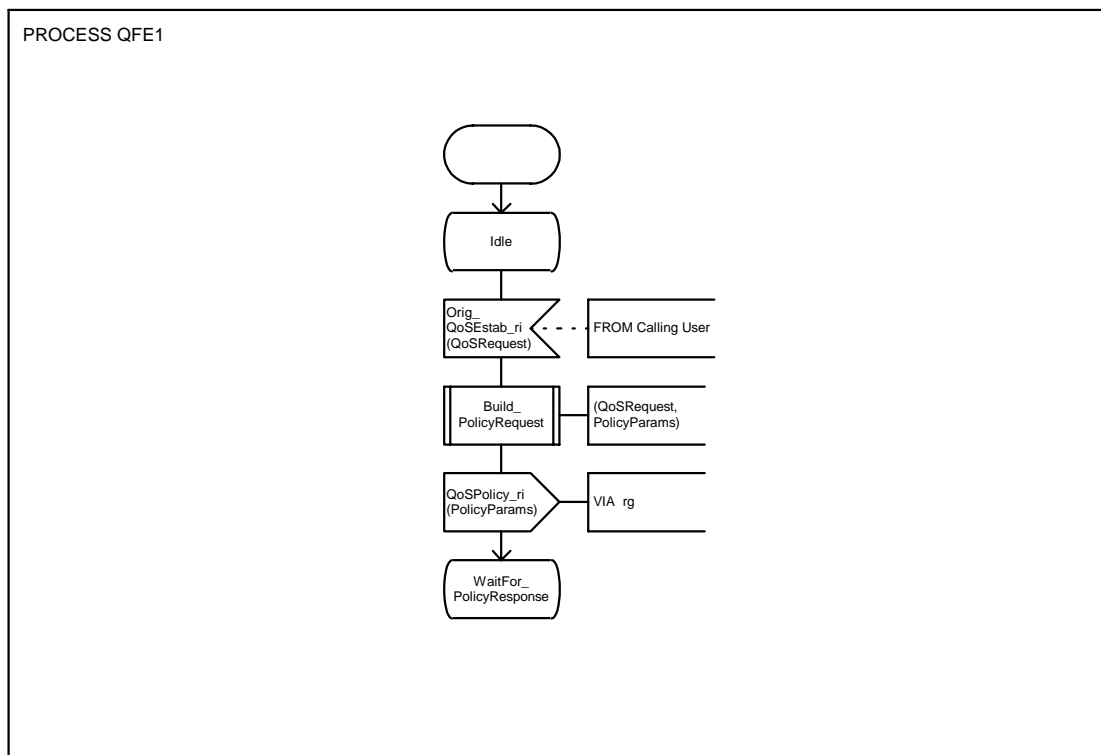 PROCESS QFE1
Idle
Orig_
QoSEstab_ri
(QoSRequest)
FROM Calling User
Build_
PolicyRequest
(QoSRequest,
PolicyParams)
QoSPolicy_ri
(PolicyParams)
VIA rg
WaitFor_
PolicyResponse